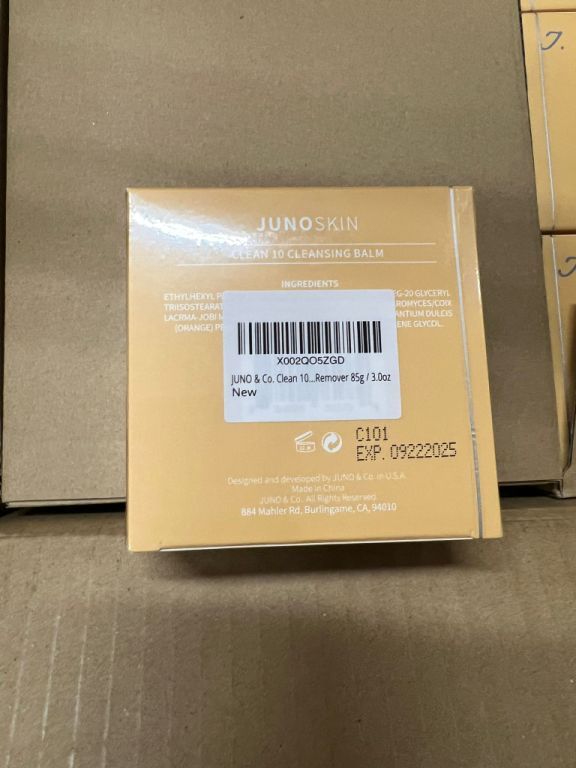 J.
JUNOSKIN
CLEAN 10 CLEANSING BALM
J.
INGREDIENTS
ETHYLHEXYL EG-20 GLYCERYL
TRIISOSTEARAT ROMYCES/COIX
LACRMA-JOBI M ANTIUM DULCIS
(ORANGE) PE ENE GLYCOL.
X002QO5ZGD
JUNO & Co. Clean 10...Remover 85g / 3.0oz
New
C101
EXP. 09222025
Designed and developed by JUNO & Co. in U.S.A.
Made in China
JUNO & Co. All Rights Reserved
884 Mahler Rd, Burlingame, CA, 94010